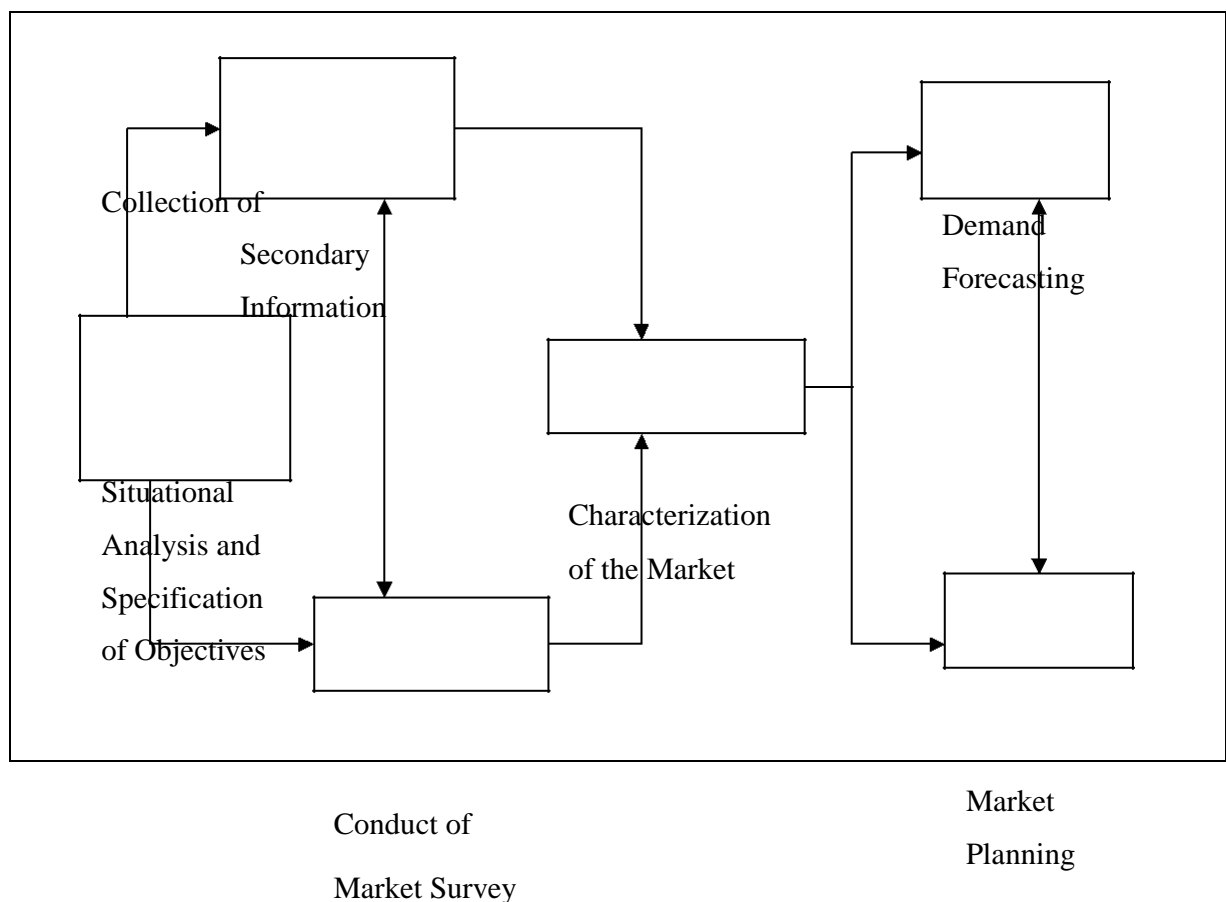 Collection of
Secondary
Information
Demand
Forecasting
Situational
Analysis and
Specification
of Objectives
Characterization
of the Market
Conduct of
Market Survey
Market
Planning